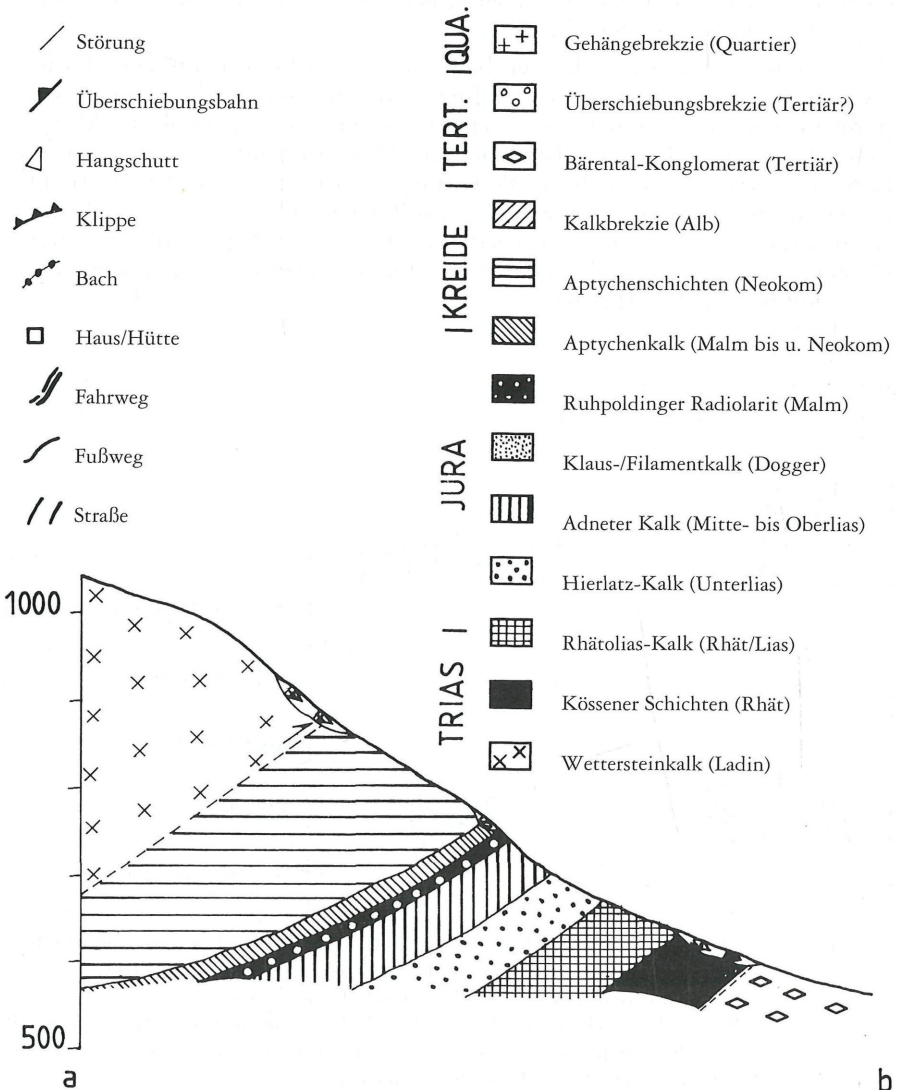 Störung
Überschiebungsbahn
Hangschutt
Klippe
Bach
Haus/Hütte
Fahrweg
Fußweg
Straße
QUA.
TERT.
KREIDE
JURA
TRIAS
Gehängebrekzie (Quartier)
Überschiebungsbrekzie (Tertiär?)
Bärental-Konglomerat (Tertiär)
Kalkbrekzie (Alb)
Aptychenschichten (Neokom)
Aptychenkalk (Malm bis u. Neokom)
Ruhpoldinger Radiolarit (Malm)
Klaus-/Filamentkalk (Dogger)
Adneter Kalk (Mitte- bis Oberlias)
Hierlatz-Kalk (Unterlias)
Rhätolias-Kalk (Rhät/Lias)
Kössener Schichten (Rhät)
Wettersteinkalk (Ladin)
1000
500
a
b